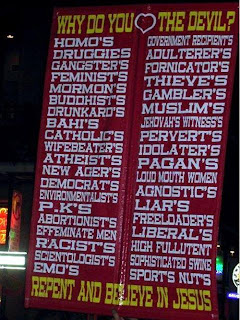 WHY DO YOU THE DEVIL?
HOMO'S
DRUGGIES
GANGSTER'S
FEMINIST'S
MORMON'S
BUDDHIST'S
DRUNKARD'S
BAHI'S
CATHOLIC'S
WIFEBEATER'S
ATHEIST'S
NEW AGER'S
DEMOCRAT'S
ENVIRONMENTALIST'S
P.K'S
ABORTIONIST'S
EFFEMINATE MEN
RACIST'S
SCIENTOLOGIST'S
EMO'S
GOVERNMENT RECIPIENT'S
ADULTERER'S
FORNICATOR'S
THIEVE'S
GAMBLER'S
MUSLIM'S
JEHOVAH'S WITNESS'S
PERVERT'S
IDOLATER'S
PAGAN'S
LOUD MOUTH WOMEN
AGNOSTIC'S
LIAR'S
FREELOADER'S
LIBERAL'S
HIGH FULLUTENT
SOPHISTICATED SWINE
SPORT'S NUT'S
REPENT AND BELIEVE IN JESUS